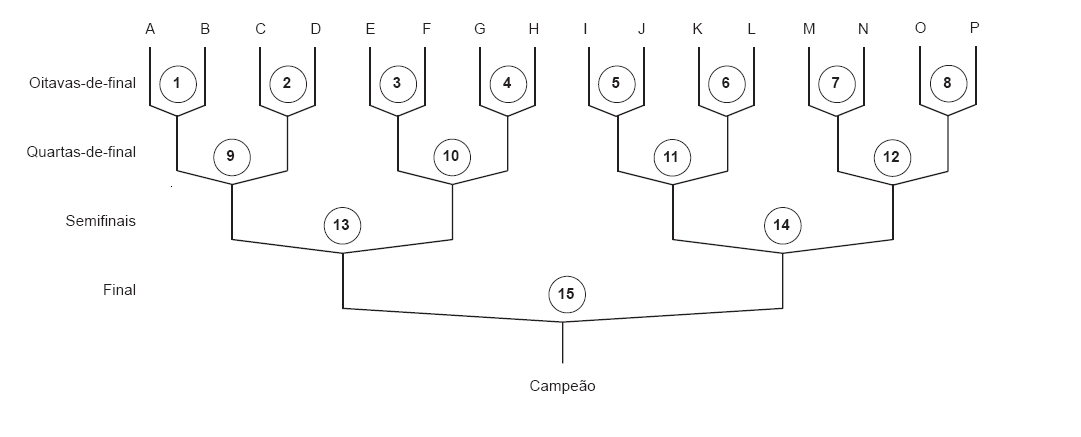 A B C D E F G H I J K L M N O P
Oitavas-de-final 1 2 3 4 5 6 7 8
Quartas-de-final 9 10 11 12
Semifinais 13 14
Final 15
Campeão